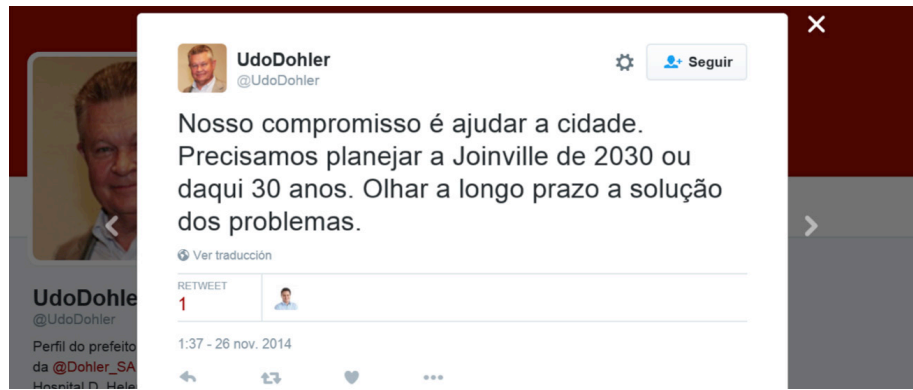 UdoDohler
@UdoDohler
Seguir
Nosso compromisso é ajudar a cidade.
Precisamos planejar a Joinville de 2030 ou
daqui 30 anos. Olhar a longo prazo a solução
dos problemas.
Ver traducción
RETWEET
1
1:37 - 26 nov. 2014
UdoDohle
@UdoDohler
Perfil do prefeito
da @Dohler_SA
Hospital D. Hele